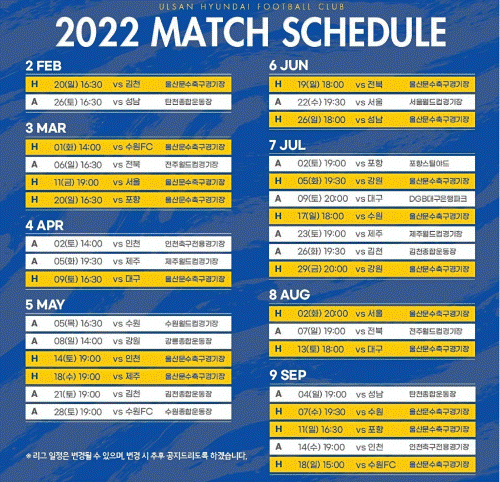 ULSAN HYUNDAI FOOTBALL CLUB
2022 MATCH SCHEDULE
2 FEB
H 20(일) 16:30 vs 김천 울산문수축구경기장
A 26(토) 16:30 vs 성남 탄천종합운동장
3 MAR
H 01(화) 14:00 vs 수원FC 울산문수축구경기장
A 06(일) 16:30 vs 전북 전주월드컵경기장
H 11(금) 19:00 vs 서울 울산문수축구경기장
H 20(일) 16:30 vs 포항 울산문수축구경기장
4 APR
A 02(토) 14:00 vs 인천 인천축구전용경기장
A 05(화) 19:30 vs 제주 제주월드컵경기장
H 09(토) 16:30 vs 대구 울산문수축구경기장
5 MAY
A 05(목) 16:30 vs 수원 수원월드컵경기장
A 08(일) 14:00 vs 강원 강릉종합운동장
H 14(토) 19:00 vs 인천 울산문수축구경기장
H 18(수) 19:00 vs 제주 울산문수축구경기장
A 21(토) 19:00 vs 김천 김천종합운동장
A 28(토) 19:00 vs 수원FC 수원종합운동장
※ 리그 일정은 변경될 수 있으며, 변경 시 추후 공지드리도록 하겠습니다.
6 JUN
H 19(일) 18:00 vs 전북 울산문수축구경기장
A 22(수) 19:30 vs 서울 서울월드컵경기장
H 26(일) 18:00 vs 성남 울산문수축구경기장
7 JUL
A 02(토) 19:00 vs 포항 포항스틸야드
H 05(화) 19:30 vs 강원 울산문수축구경기장
A 09(토) 20:00 vs 대구 DGB대구은행파크
H 17(일) 18:00 vs 수원 울산문수축구경기장
A 23(토) 19:00 vs 제주 제주월드컵경기장
A 26(화) 19:30 vs 김천 김천종합운동장
H 29(금) 20:00 vs 강원 울산문수축구경기장
8 AUG
H 02(화) 20:00 vs 서울 울산문수축구경기장
A 07(일) 19:00 vs 전북 전주월드컵경기장
H 13(토) 18:00 vs 대구 울산문수축구경기장
9 SEP
A 04(일) 19:00 vs 성남 탄천종합운동장
H 07(수) 19:30 vs 수원 울산문수축구경기장
H 11(일) 16:30 vs 포항 울산문수축구경기장
A 14(수) 19:00 vs 인천 인천축구전용경기장
H 18(일) 15:00 vs 수원FC 울산문수축구경기장